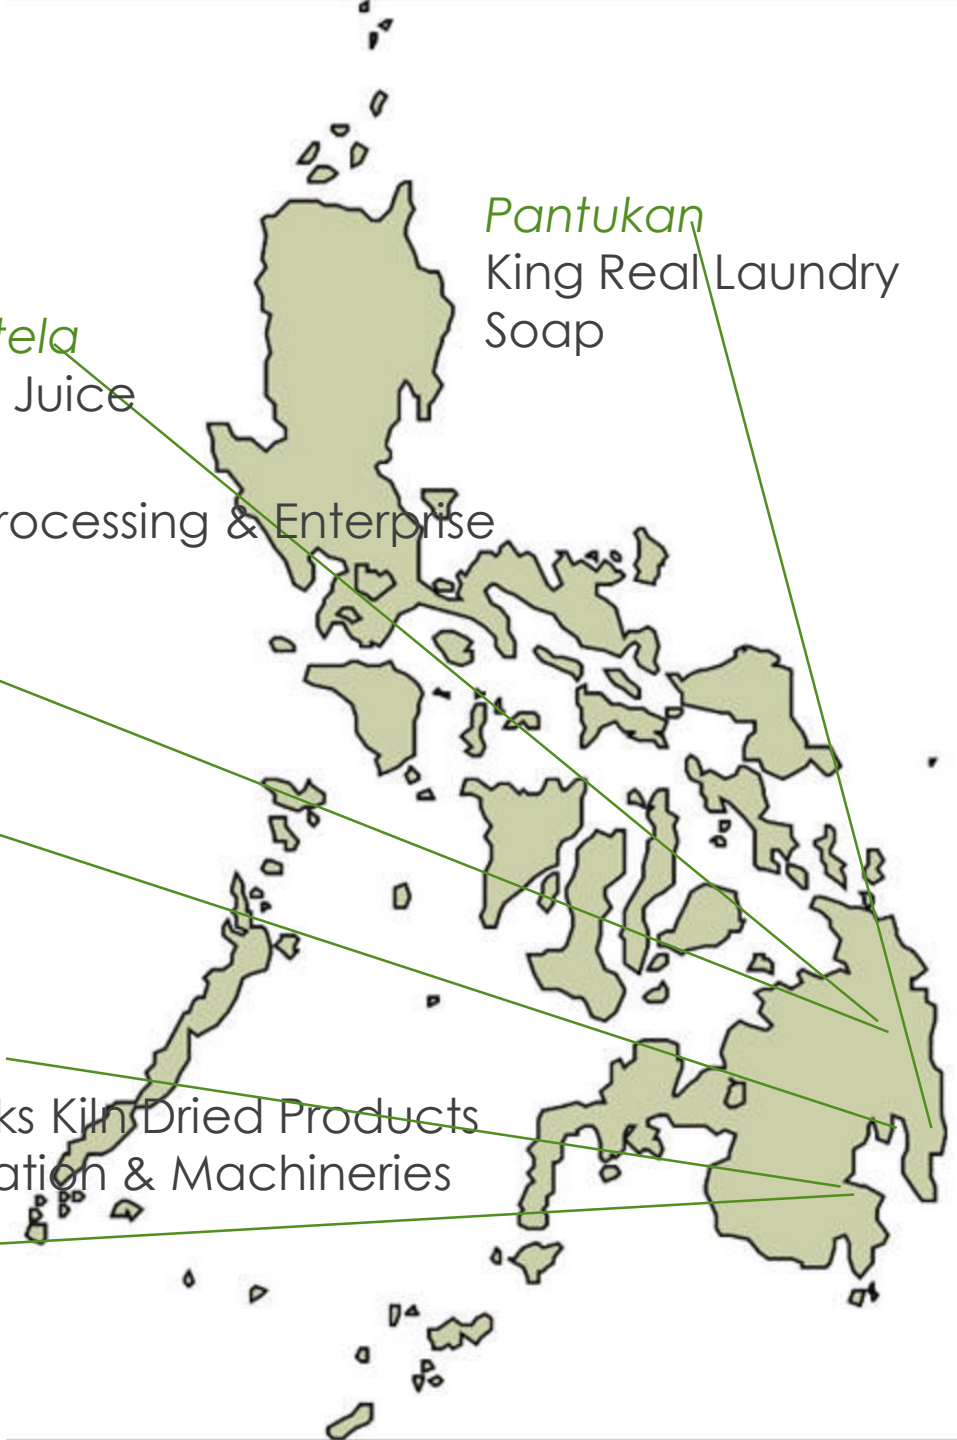 Pantukan
King Real Laundry
Soap
tela
Juice
rocessing & Enterprise
ks Kiln Dried Products
ation & Machineries